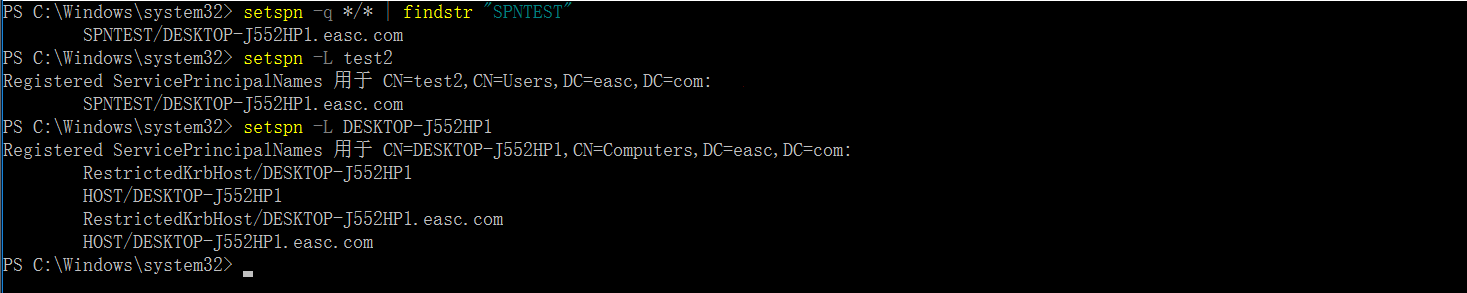 PS C:\Windows\system32> setspn -q */* | findstr "SPNTEST"
        SPNTEST/DESKTOP-J552HP1.easc.com
PS C:\Windows\system32> setspn -L test2
Registered ServicePrincipalNames 用于 CN=test2,CN=Users,DC=easc,DC=com:
        SPNTEST/DESKTOP-J552HP1.easc.com
PS C:\Windows\system32> setspn -L DESKTOP-J552HP1
Registered ServicePrincipalNames 用于 CN=DESKTOP-J552HP1,CN=Computers,DC=easc,DC=com:
        RestrictedKrbHost/DESKTOP-J552HP1
        HOST/DESKTOP-J552HP1
        RestrictedKrbHost/DESKTOP-J552HP1.easc.com
        HOST/DESKTOP-J552HP1.easc.com
PS C:\Windows\system32>